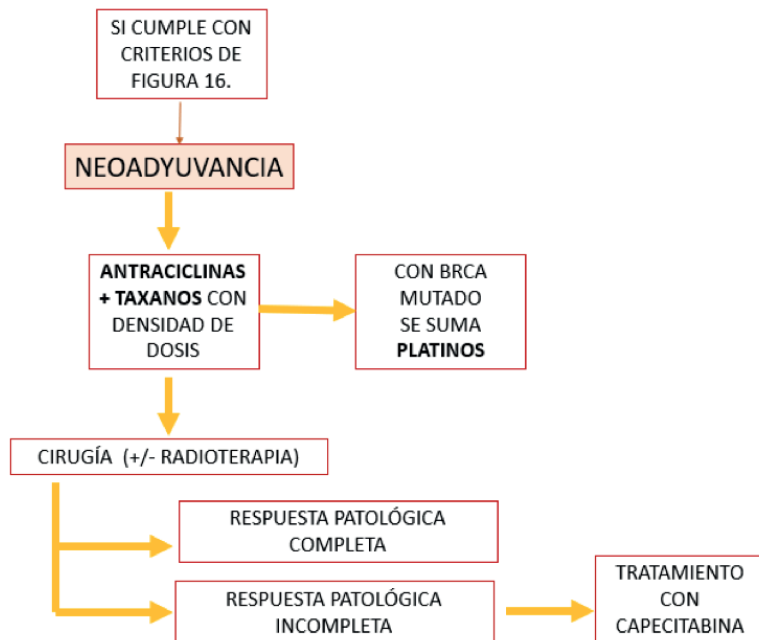 SI CUMPLE CON
CRITERIOS DE
FIGURA 16.
NEOADYUVANCIA
ANTRACICLINAS
+ TAXANOS CON
DENSIDAD DE
DOSIS
CON BRCA
MUTADO
SE SUMA
PLATINOS
CIRUGÍA (+/- RADIOTERAPIA)
RESPUESTA PATOLÓGICA
COMPLETA
RESPUESTA PATOLÓGICA
INCOMPLETA
TRATAMIENTO
CON
CAPECITABINA